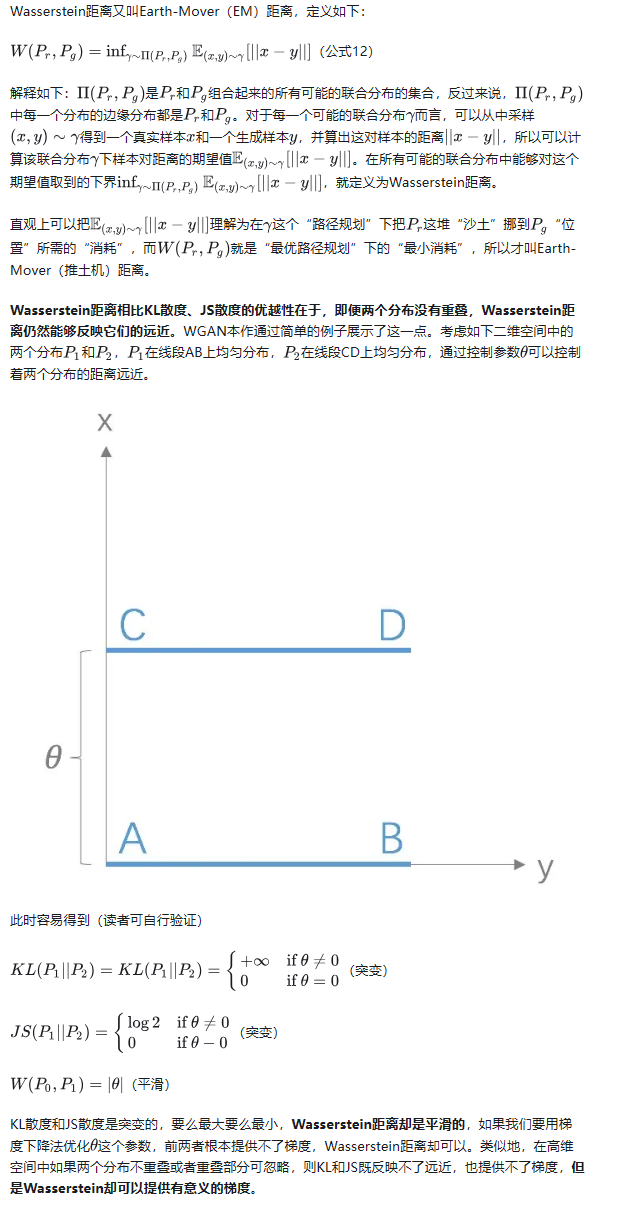 Wasserstein距离又叫Earth-Mover（EM）距离，定义如下：
W(P_r, P_g) = inf_{γ∼Π(P_r,P_g)} 𝔼_{(x,y)∼γ}[||x − y||]（公式12）
解释如下：Π(P_r, P_g)是P_r和P_g组合起来的所有可能的联合分布的集合，反过来说，Π(P_r, P_g)
中每一个分布的边缘分布都是P_r和P_g。对于每一个可能的联合分布γ而言，可以从中采样
(x, y) ∼ γ得到一个真实样本x和一个生成样本y，并算出这对样本的距离||x − y||，所以可以计
算该联合分布γ下样本对距离的期望值𝔼_{(x,y)∼γ}[||x − y||]。在所有可能的联合分布中能够对这个
期望值取到的下界inf_{γ∼Π(P_r,P_g)} 𝔼_{(x,y)∼γ}[||x − y||]，就定义为Wasserstein距离。
直观上可以把𝔼_{(x,y)∼γ}[||x − y||]理解为在γ这个“路径规划”下把P_r这堆“沙土”挪到P_g“位
置”所需的“消耗”，而W(P_r, P_g)就是“最优路径规划”下的“最小消耗”，所以才叫Earth-
Mover（推土机）距离。
Wasserstein距离相比KL散度、JS散度的优越性在于，即便两个分布没有重叠，Wasserstein距
离仍然能够反映它们的远近。WGAN本作通过简单的例子展示了这一点。考虑如下二维空间中的
两个分布P_1和P_2，P_1在线段AB上均匀分布，P_2在线段CD上均匀分布，通过控制参数θ可以控制
着两个分布的距离远近。
x
C D
θ
A B
y
此时容易得到（读者可自行验证）
KL(P_1||P_2) = KL(P_1||P_2) = { +∞ if θ ≠ 0（突变）
0 if θ = 0
JS(P_1||P_2) = { log 2 if θ ≠ 0（突变）
0 if θ − 0
W(P_0, P_1) = |θ|（平滑）
KL散度和JS散度是突变的，要么最大要么最小，Wasserstein距离却是平滑的，如果我们要用梯
度下降法优化θ这个参数，前两者根本提供不了梯度，Wasserstein距离却可以。类似地，在高维
空间中如果两个分布不重叠或者重叠部分可忽略，则KL和JS既反映不了远近，也提供不了梯度，但
是Wasserstein却可以提供有意义的梯度。